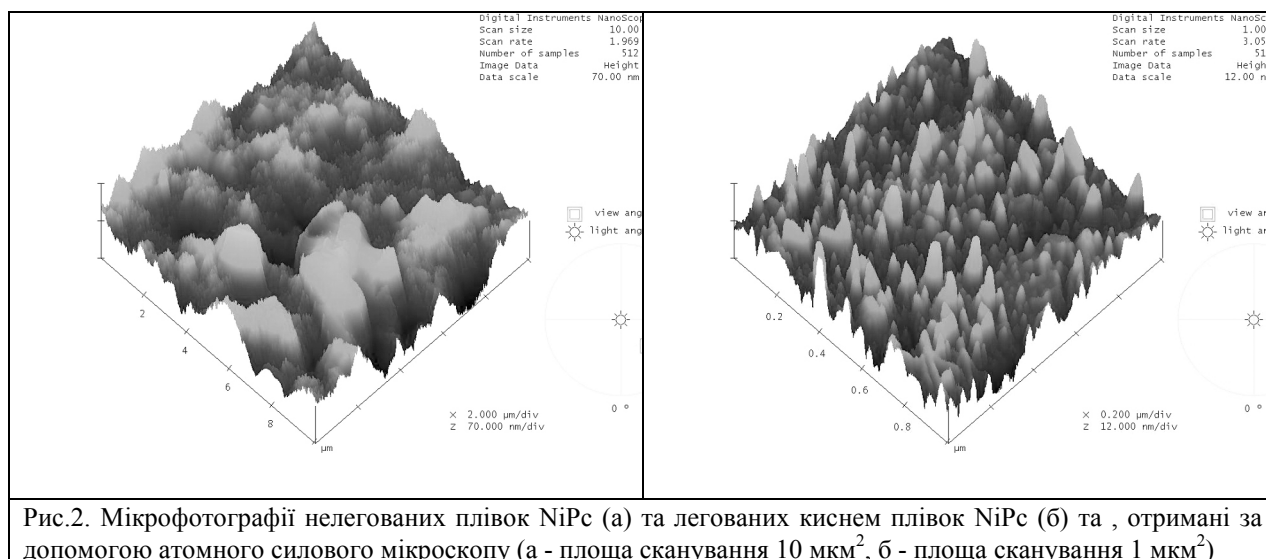 Digital Instruments NanoScop
Scan size 10.00
Scan rate 1.969
Number of samples 512
Image Data Height
Data scale 70.00 nm
view ang
light ang
0 º
2
4
6
8
µm
X 2.000 µm/div
Z 70.000 nm/div
Digital Instruments NanoSc
Scan size 1.00
Scan rate 3.05
Number of samples 51
Image Data Heigh
Data scale 12.00 n
view ang
light ang
0 º
0.2
0.4
0.6
0.8
µm
X 0.200 µm/div
Z 12.000 nm/div
Рис.2. Мікрофотографії нелегованих плівок NiPc (а) та легованих киснем плівок NiPc (б) та , отримані за
допомогою атомного силового мікроскопу (а - площа сканування 10 мкм², б - площа сканування 1 мкм²)